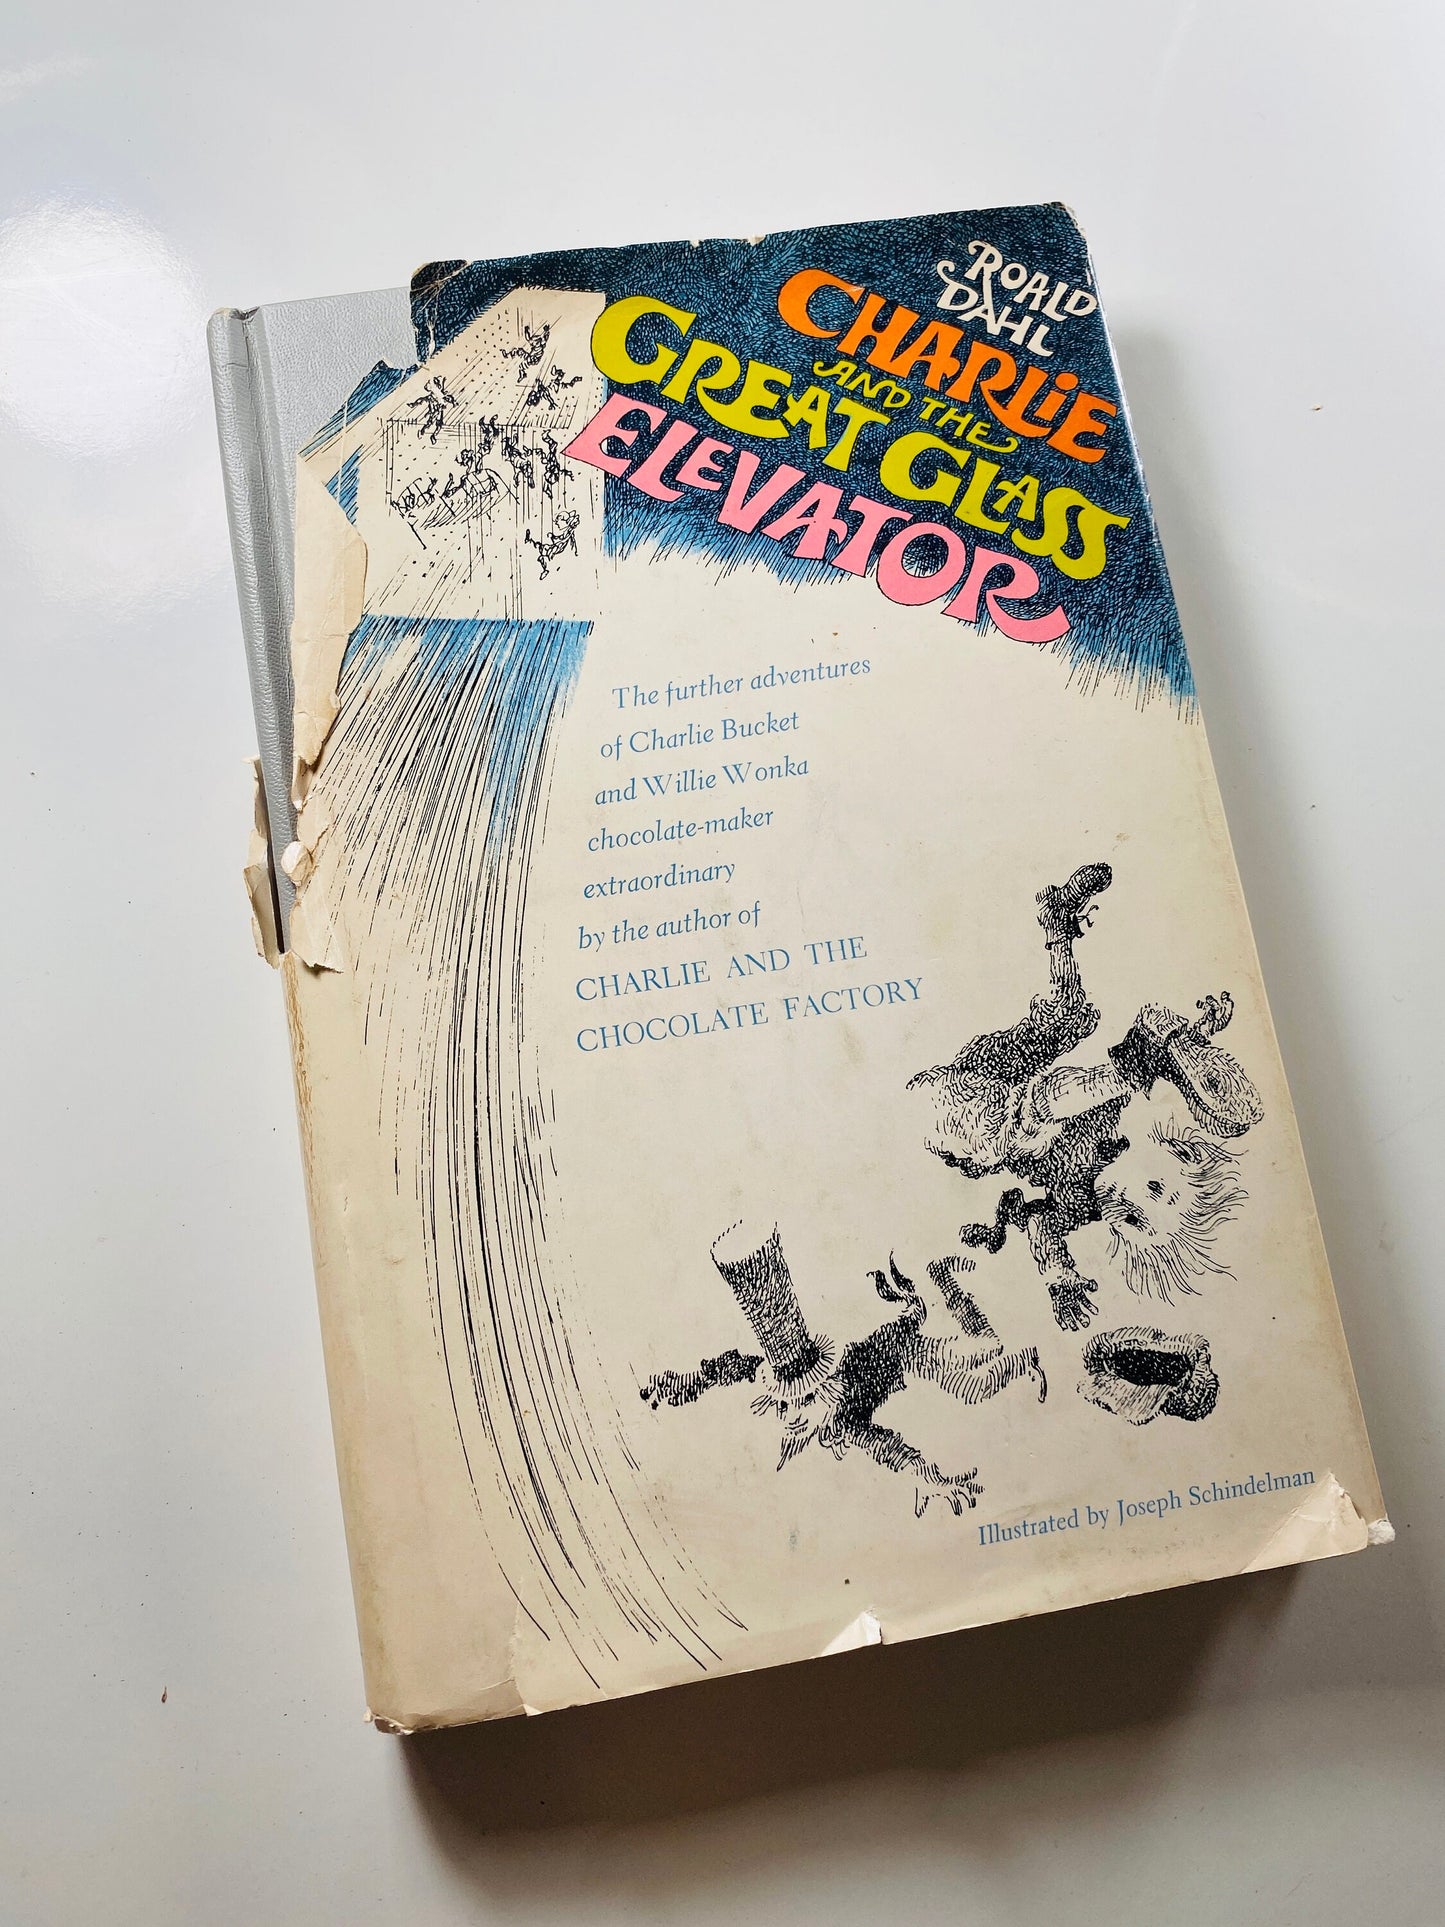 ROALD
DAHL
CHARLiE
AND THE
GREAT GLASS
ELEVATOR
The further adventures
of Charlie Bucket
and Willie Wonka
chocolate-maker
extraordinary
by the author of
CHARLIE AND THE
CHOCOLATE FACTORY
Illustrated by Joseph Schindelman